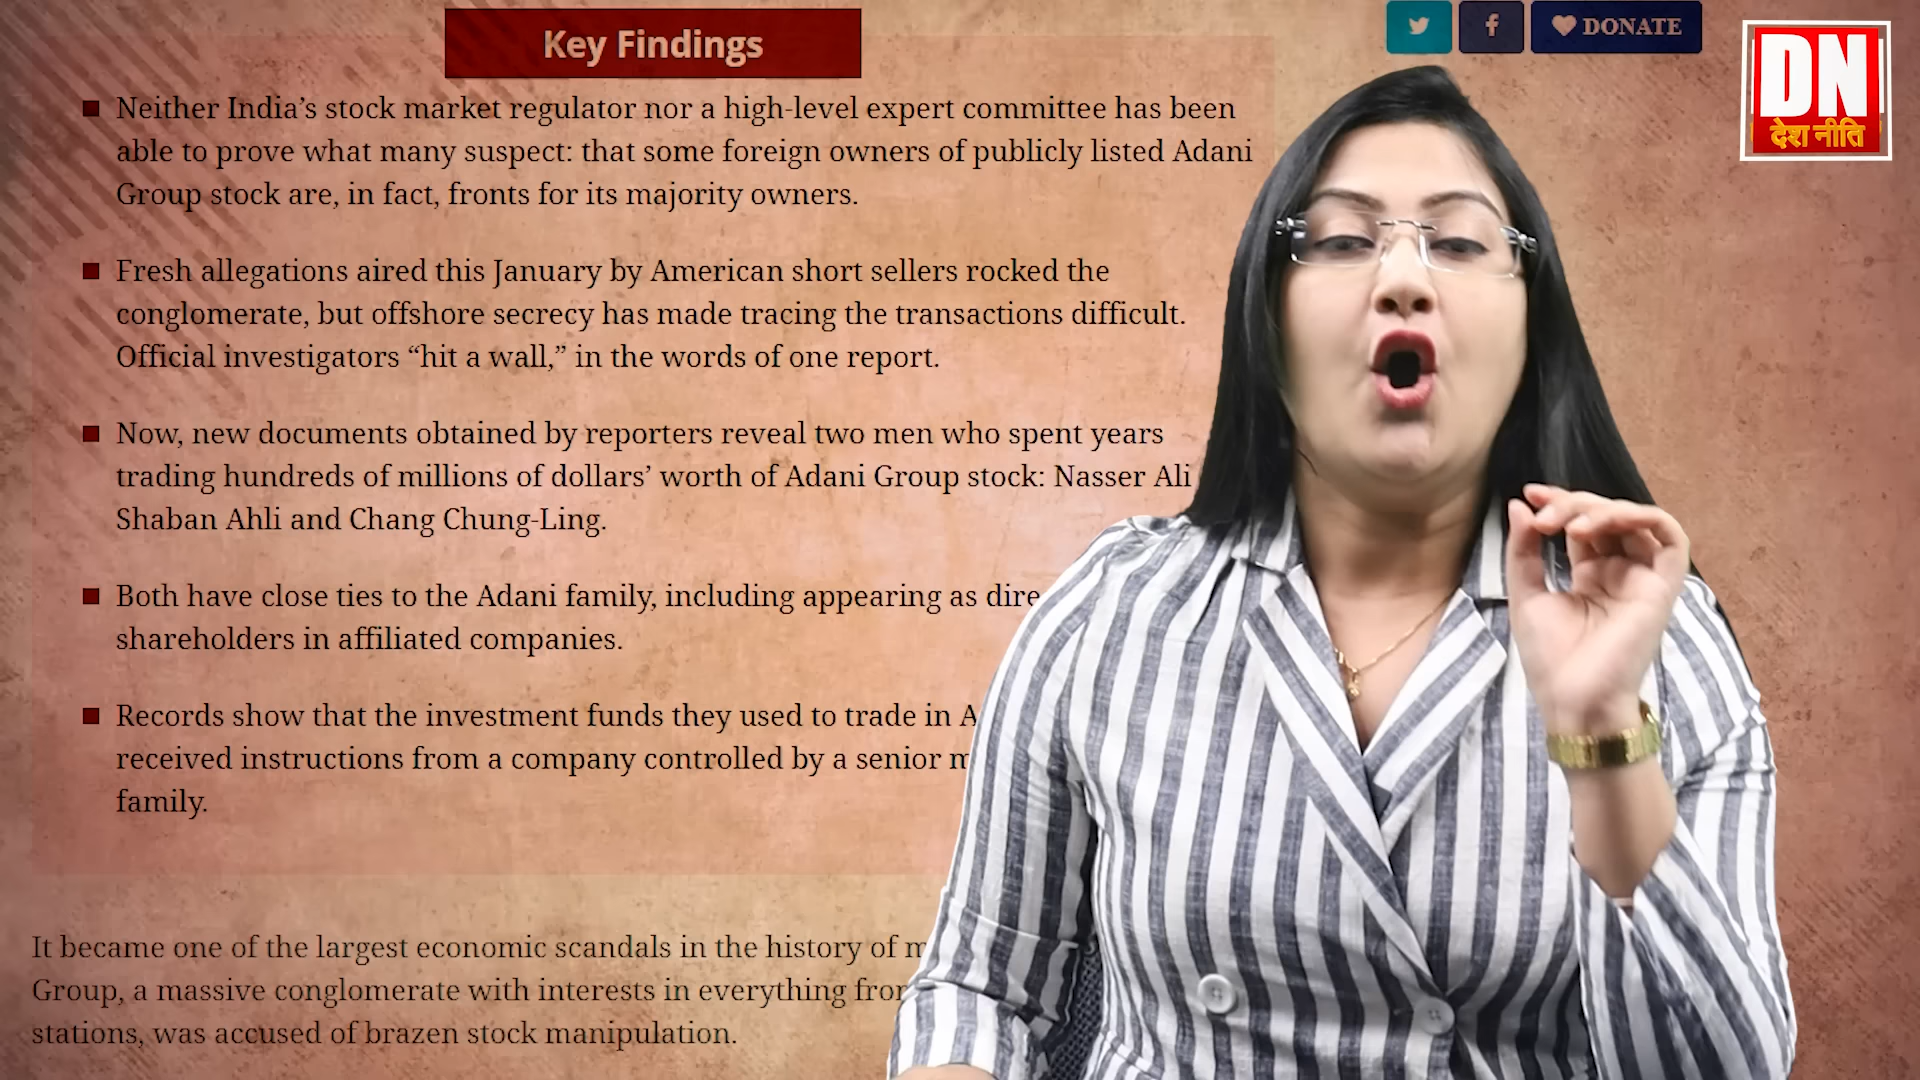 Key Findings
DONATE
DN
देश नीति
Neither India’s stock market regulator nor a high-level expert committee has been
able to prove what many suspect: that some foreign owners of publicly listed Adani
Group stock are, in fact, fronts for its majority owners.
Fresh allegations aired this January by American short sellers rocked the
conglomerate, but offshore secrecy has made tracing the transactions difficult.
Official investigators “hit a wall,” in the words of one report.
Now, new documents obtained by reporters reveal two men who spent years
trading hundreds of millions of dollars’ worth of Adani Group stock: Nasser Ali
Shaban Ahli and Chang Chung-Ling.
Both have close ties to the Adani family, including appearing as
shareholders in affiliated companies.
Records show that the investment funds they used to trade in
received instructions from a company controlled by a senior
family.
It became one of the largest economic scandals in the history of
Group, a massive conglomerate with interests in everything
stations, was accused of brazen stock manipulation.